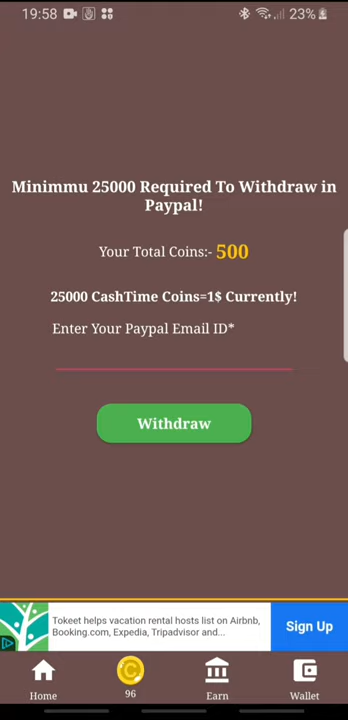 19:58
23%
Minimmu 25000 Required To Withdraw in
Paypal!
Your Total Coins:- 500
25000 CashTime Coins=1$ Currently!
Enter Your Paypal Email ID*
Withdraw
Tokeet helps vacation rental hosts list on Airbnb,
Booking.com, Expedia, Tripadvisor and...
Sign Up
C
Home
96
Earn
Wallet